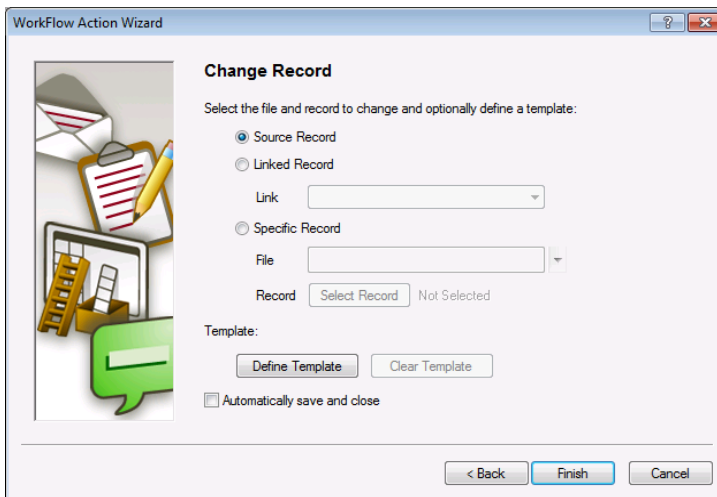 WorkFlow Action Wizard
?
Change Record
Select the file and record to change and optionally define a template:
Source Record
Linked Record
Link
Specific Record
File
Record Select Record Not Selected
Template:
Define Template Clear Template
Automatically save and close
< Back Finish Cancel